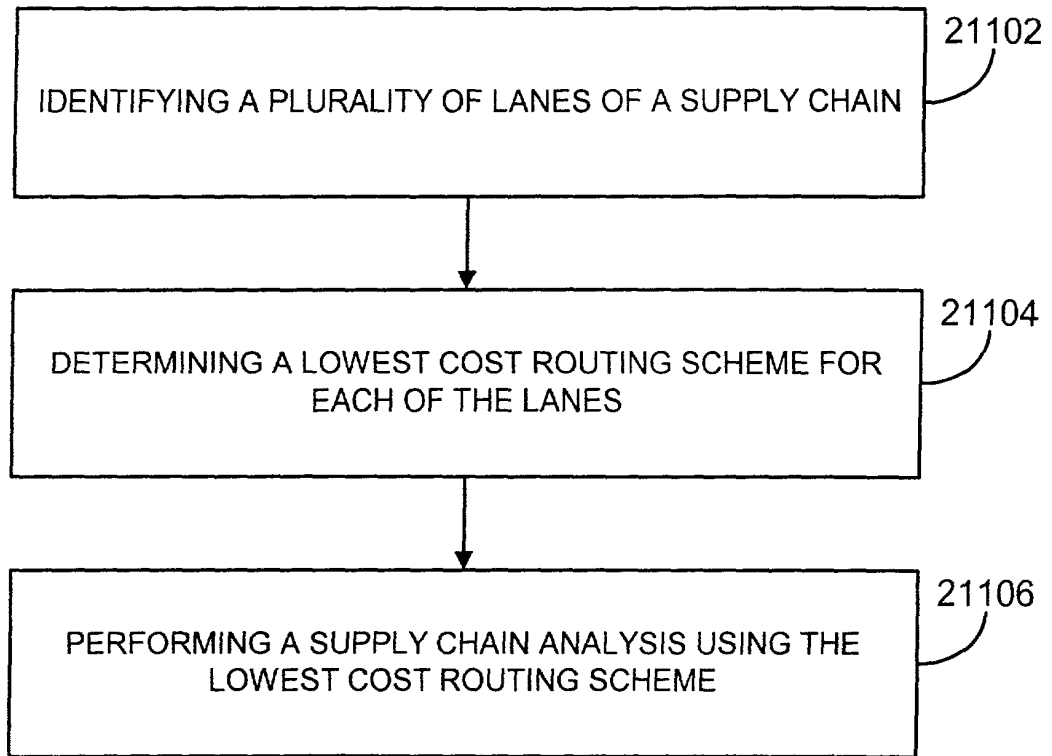 21102
IDENTIFYING A PLURALITY OF LANES OF A SUPPLY CHAIN
21104
DETERMINING A LOWEST COST ROUTING SCHEME FOR
EACH OF THE LANES
21106
PERFORMING A SUPPLY CHAIN ANALYSIS USING THE
LOWEST COST ROUTING SCHEME